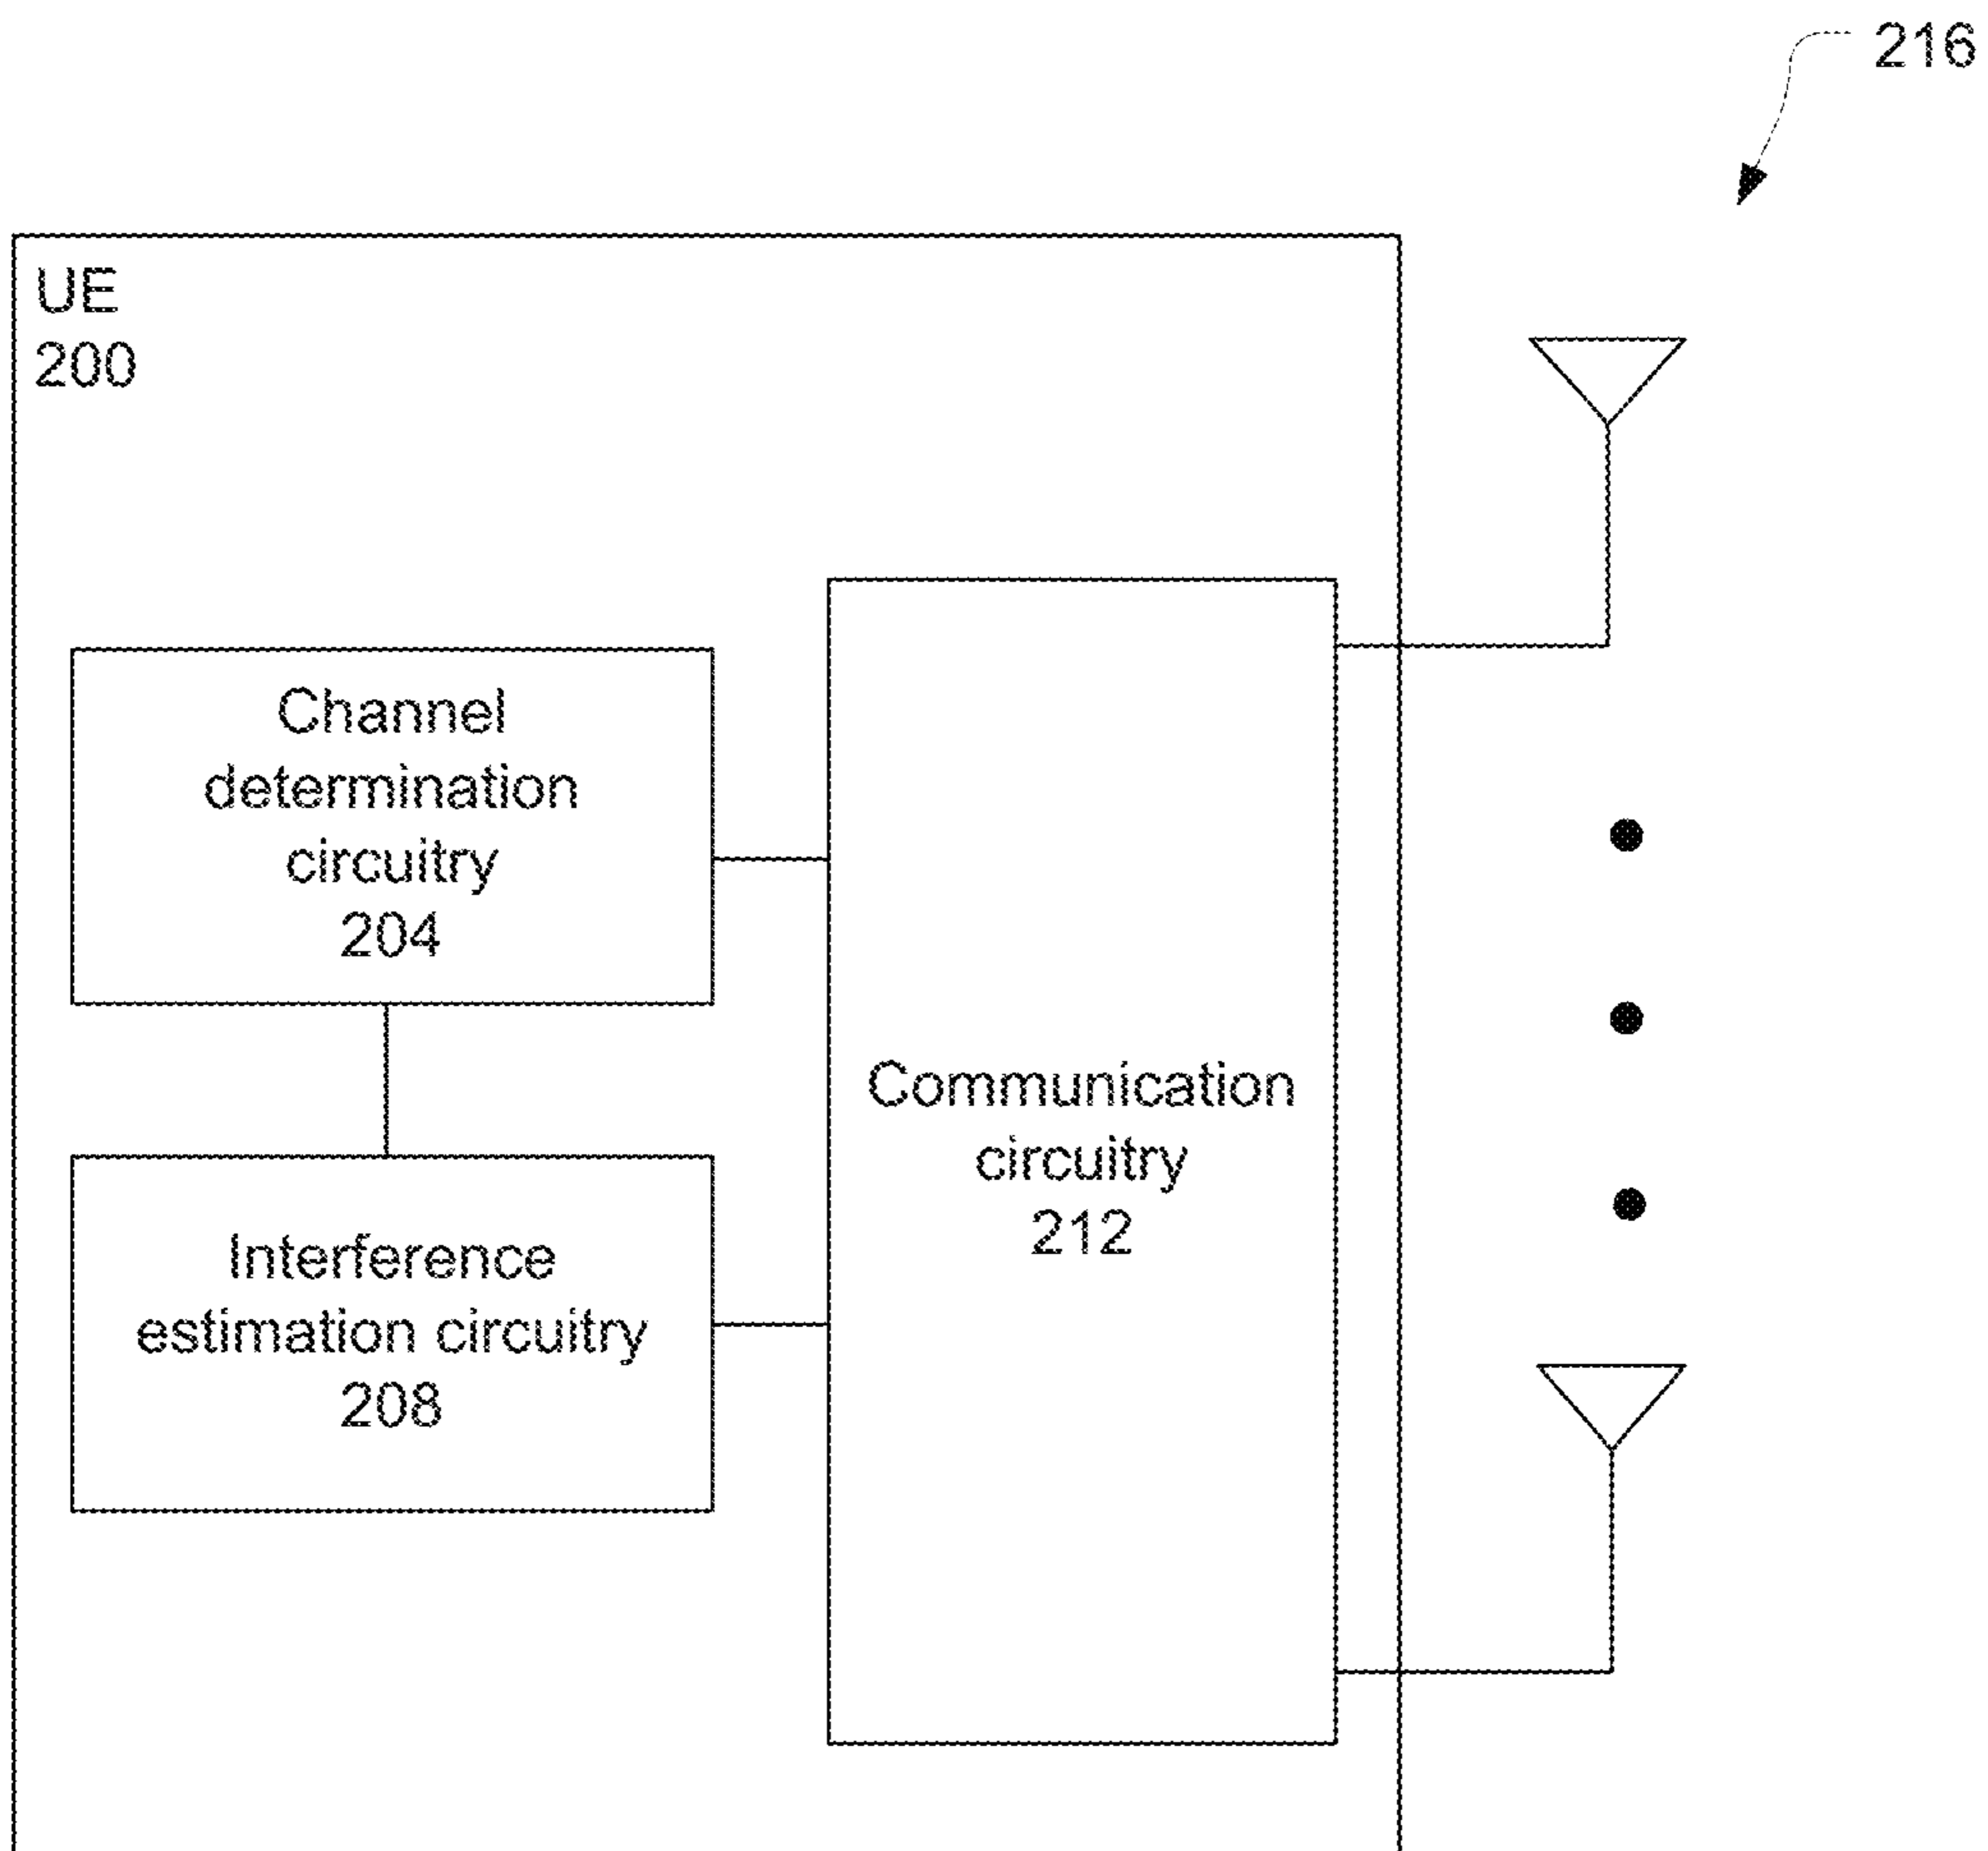 216
UE
200
Channel
determination
circuitry
204
Communication
circuitry
212
Interference
estimation circuitry
208